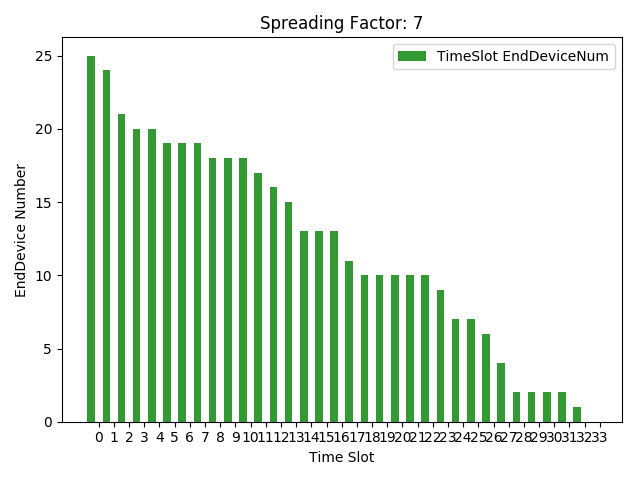 Spreading Factor: 7
TimeSlot EndDeviceNum
25
20
15
10
5
0
EndDevice Number
0 1 2 3 4 5 6 7 8 9 10 11 12 13 14 15 16 17 18 19 20 21 22 23 24 25 26 27 28 29 30 31 32 33
Time Slot